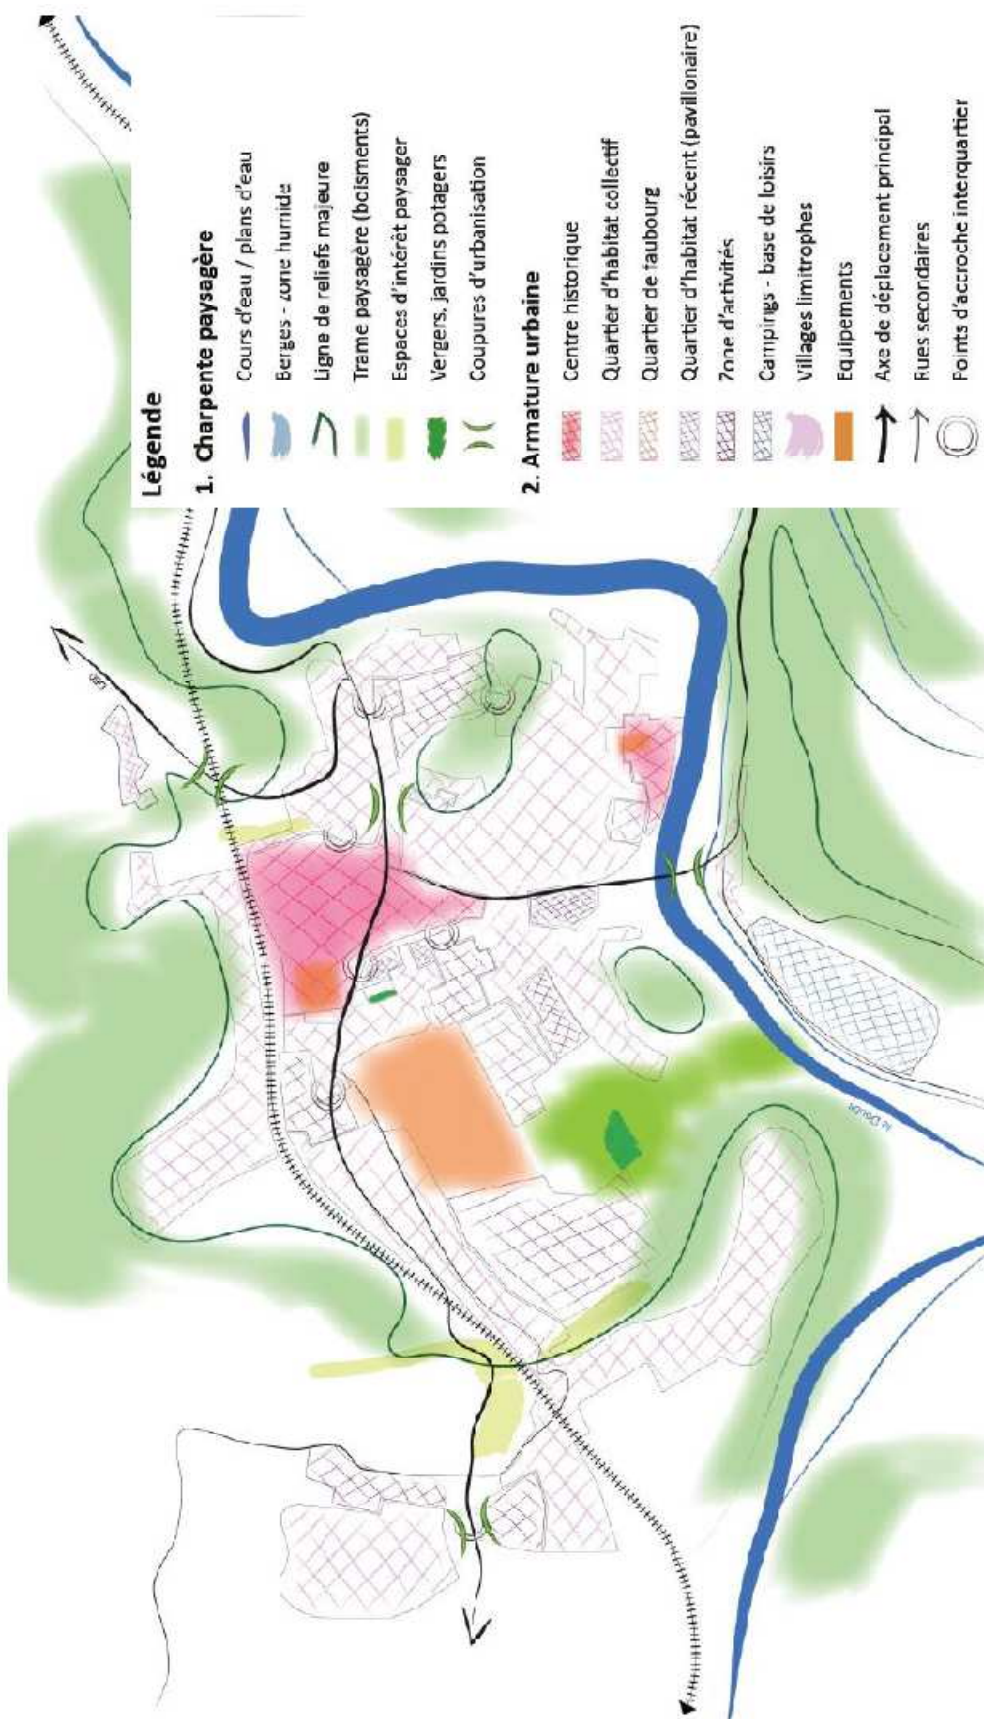 Légende
1. Charpente paysagère
Cours d'eau / plans d'eau
Berges - zone humide
Ligne de reliefs majeure
Trame paysagère (boisments)
Espaces d'intérêt paysager
Vergers, jardins potagers
Coupures d'urbanisation
2. Armature urbaine
Centre historique
Quartier d'habitat collectif
Quartier de faubourg
Quartier d'habitat récent (pavillonaire)
Zone d'activités
Campings - base de loisirs
Villages limitrophes
Equipements
Axe de déplacement principal
Rues secondaires
Points d'accroche interquartier
le Doubs